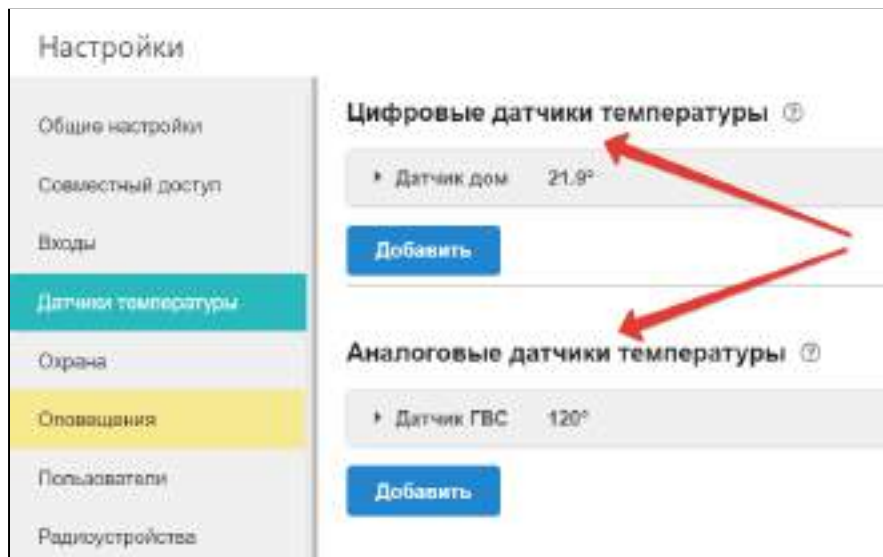 Настройки
Общие настройки
Совместный доступ
Входы
Датчики температуры
Охрана
Оповещения
Пользователи
Радиоустройства
Цифровые датчики температуры ?
Датчик дом 21.9°
Добавить
Аналоговые датчики температуры ?
Датчик ГВС 120°
Добавить